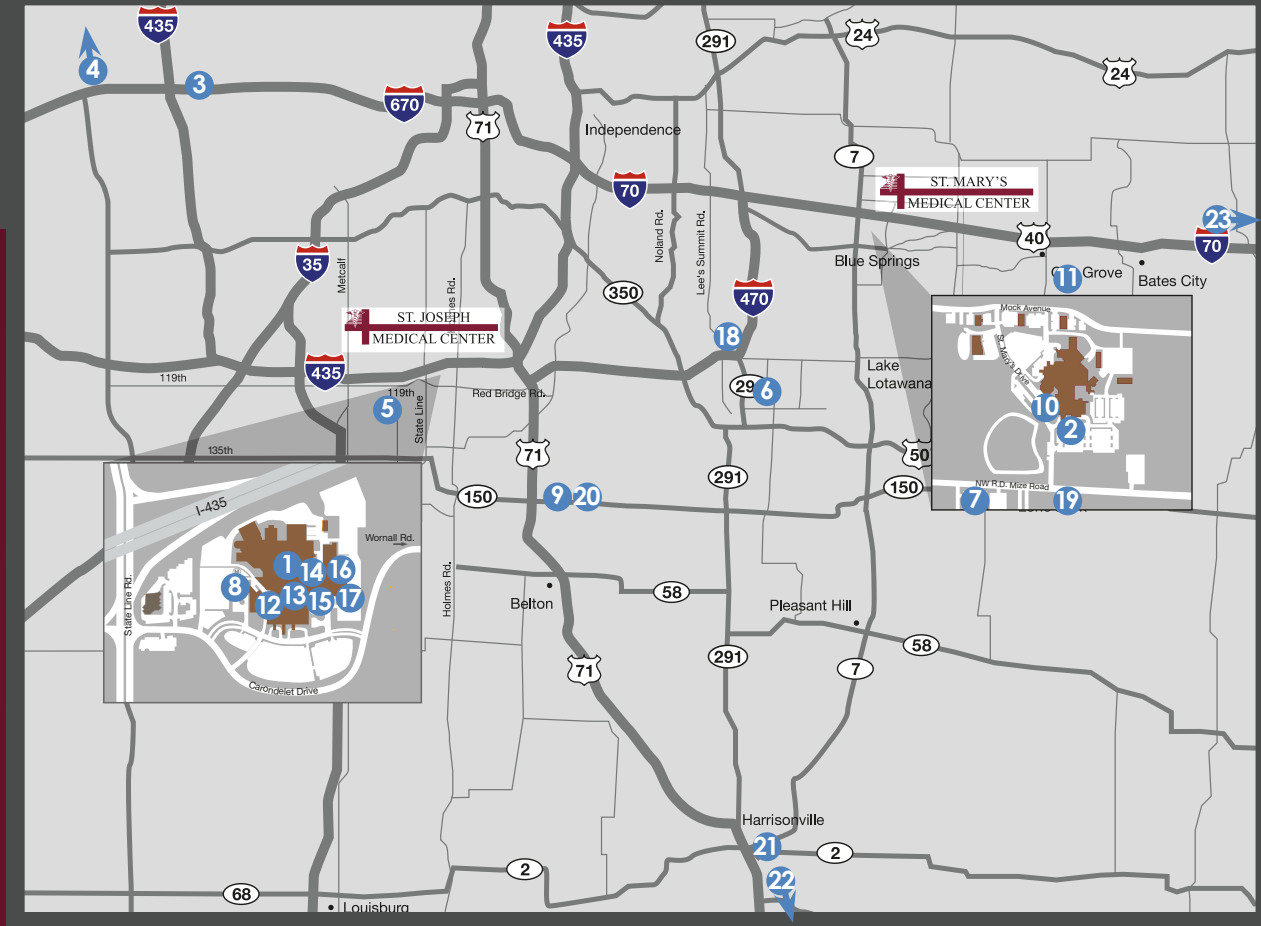 435
435
291
24
4
3
24
670
71
Independence
7
70
ST. MARY'S
MEDICAL CENTER
23
40
70
Noland Rd.
Lee's Summit Rd.
35
Metcalf
Blue Springs
11
Grove
Bates City
350
470
ST. JOSEPH
MEDICAL CENTER
18
Mock Avenue
St. Mary's Drive
435
Lake
Lotawana
119th
119th
5
State Line
Red Bridge Rd.
6
10
2
135th
71
50
291
150
9
20
150
NW R.D. Mize Road
7
19
I-435
Wornall Rd.
State Line Rd.
1
14
16
8
12
13
15
17
Carondelet Drive
Holmes Rd.
Belton
58
Pleasant Hill
58
291
71
7
Harrisonville
21
2
2
22
68
Louisburg